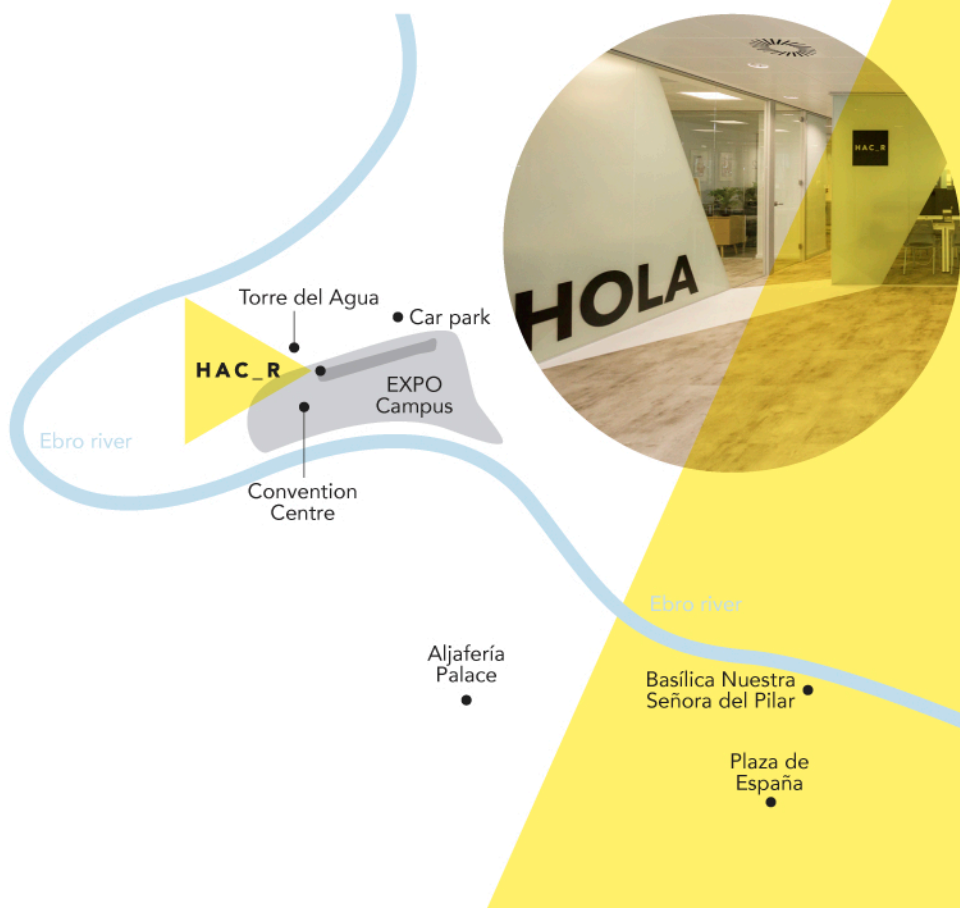 HOLA
HAC_R
Torre del Agua
Car park
HAC_R
EXPO
Campus
Ebro river
Convention
Centre
Ebro river
Aljafería
Palace
Basílica Nuestra
Señora del Pilar
Plaza de
España